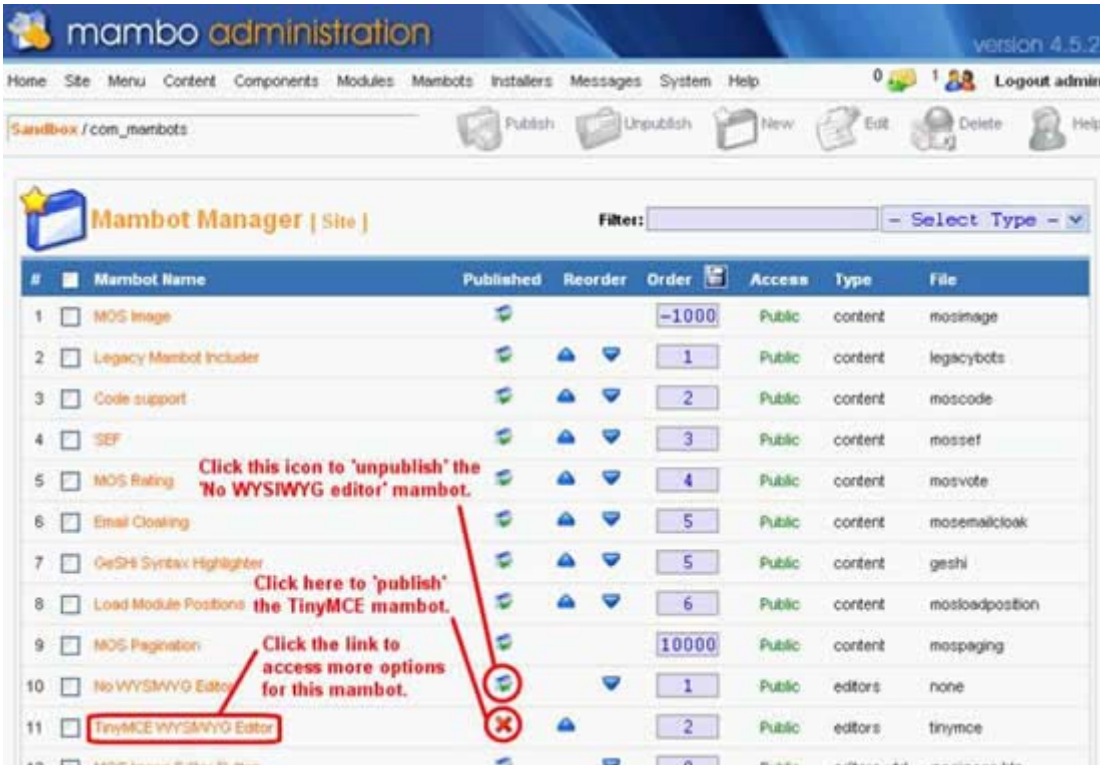 mambo administration
version 4.5.2
Home Site Menu Content Components Modules Mambots Installers Messages System Help 0 1 Logout admin
Sandbox / com_mambots Publish Unpublish New Edit Delete Help
Mambot Manager [ Site ] Filter: - Select Type -
# Mambot Name Published Reorder Order Access Type File
1 MOS Image -1000 Public content mosimage
2 Legacy Mambot Includer 1 Public content legacybots
3 Code support 2 Public content moscode
4 SEF 3 Public content mossef
Click this icon to 'unpublish' the
5 MOS Rating 'No WYSIWYG editor' mambot. 4 Public content mosvote
6 Email Cloaking 5 Public content mosemailcloak
7 GeSHi Syntax Highlighter 5 Public content geshi
Click here to 'publish'
8 Load Module Positions the TinyMCE mambot. 6 Public content mosloadposition
9 MOS Pagination Click the link to 10000 Public content mospaging
access more options
10 No WYSIWYG Editor for this mambot. 1 Public editors none
11 TinyMCE WYSIWYG Editor 2 Public editors tinymce